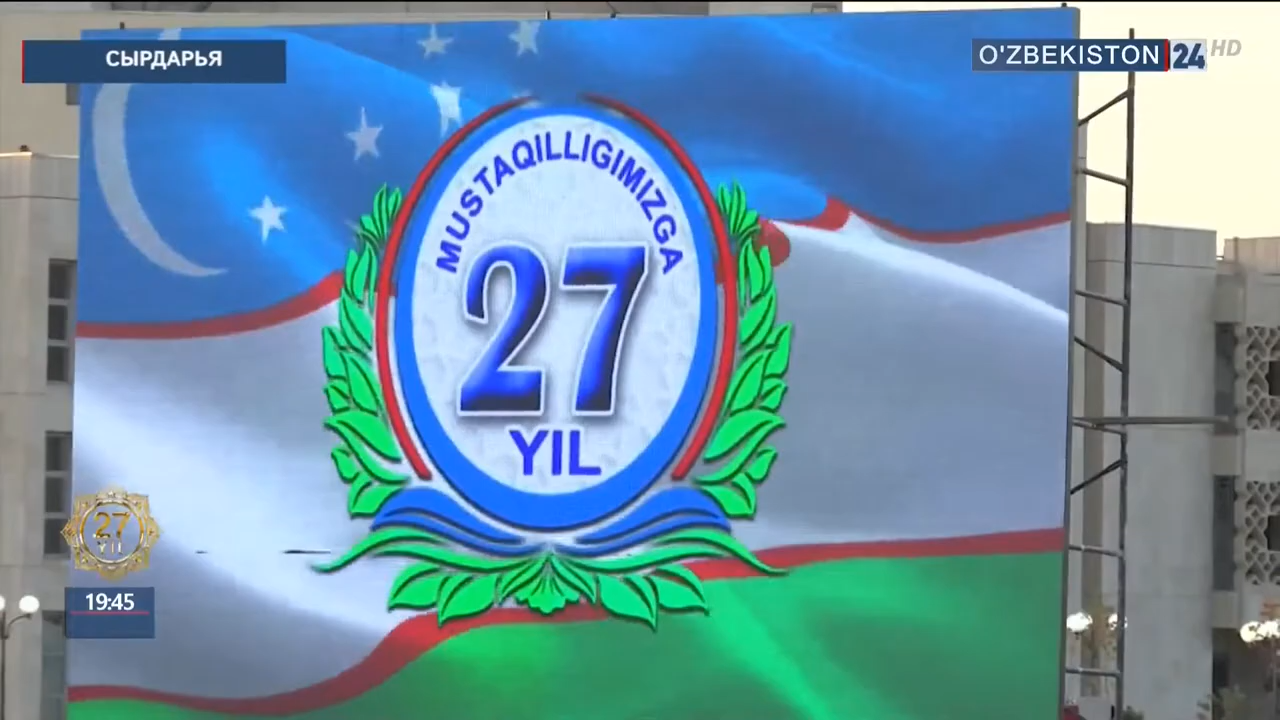 СЫРДАРЬЯ
O'ZBEKISTON 24 HD
MUSTAQILLIGIMIZGA
27
YIL
27
YIL
19:45